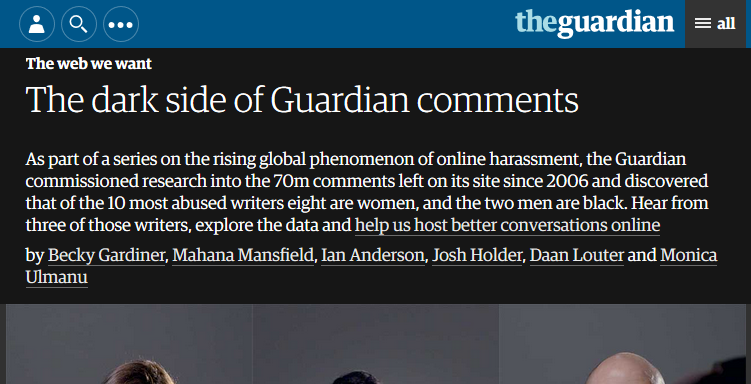 theguardian
all
The web we want
The dark side of Guardian comments
As part of a series on the rising global phenomenon of online harassment, the Guardian
commissioned research into the 70m comments left on its site since 2006 and discovered
that of the 10 most abused writers eight are women, and the two men are black. Hear from
three of those writers, explore the data and help us host better conversations online
by Becky Gardiner, Mahana Mansfield, Ian Anderson, Josh Holder, Daan Louter and Monica
Ulmanu